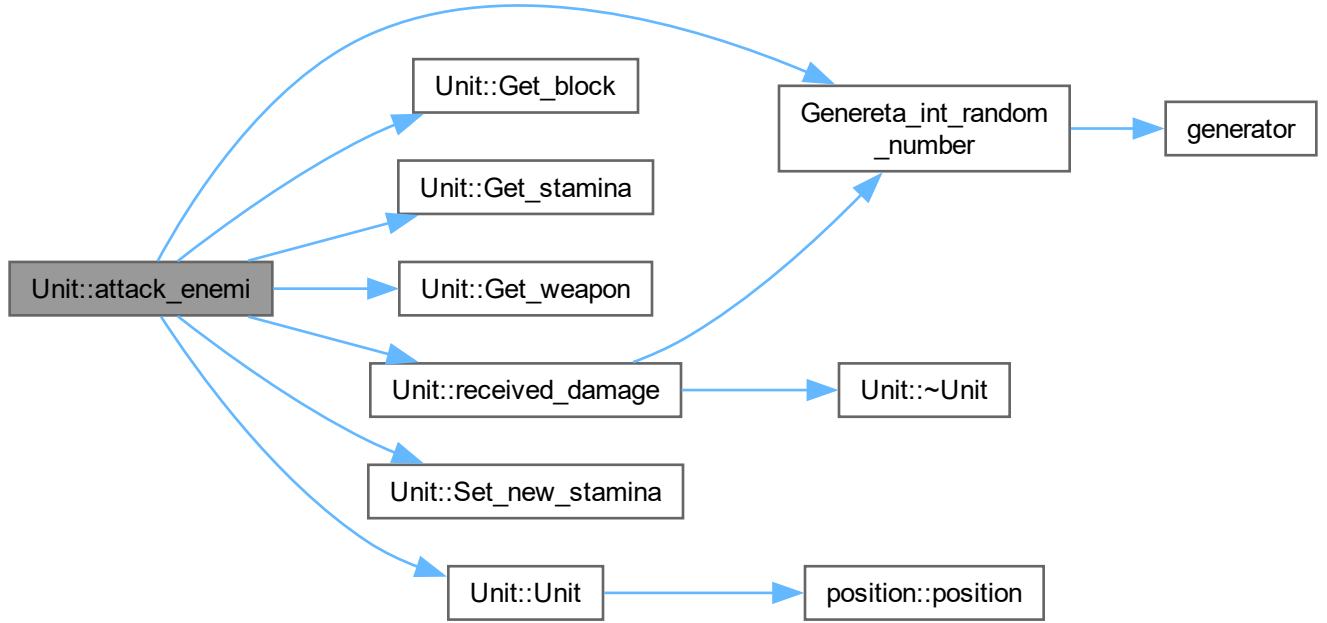 Unit::attack_enemi
Unit::Get_block
Unit::Get_stamina
Unit::Get_weapon
Unit::received_damage
Unit::Set_new_stamina
Unit::Unit
Genereta_int_random
_number
Unit::~Unit
position::position
generator